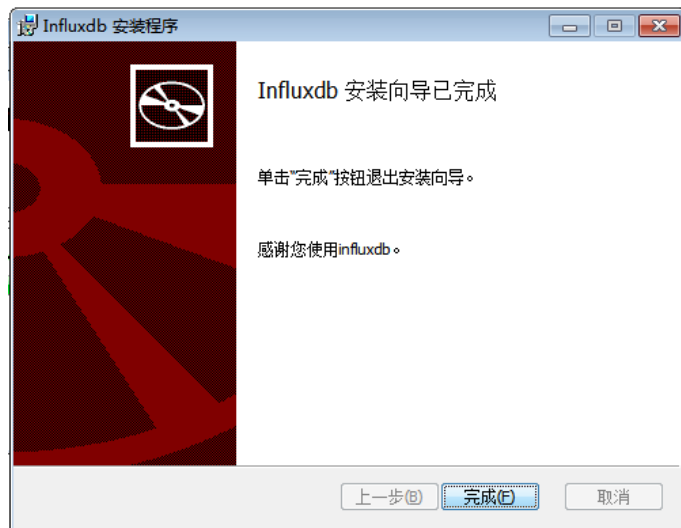 Influxdb 安装程序
Influxdb 安装向导已完成
单击"完成"按钮退出安装向导。
感谢您使用influxdb。
上一步(B) 完成(F) 取消